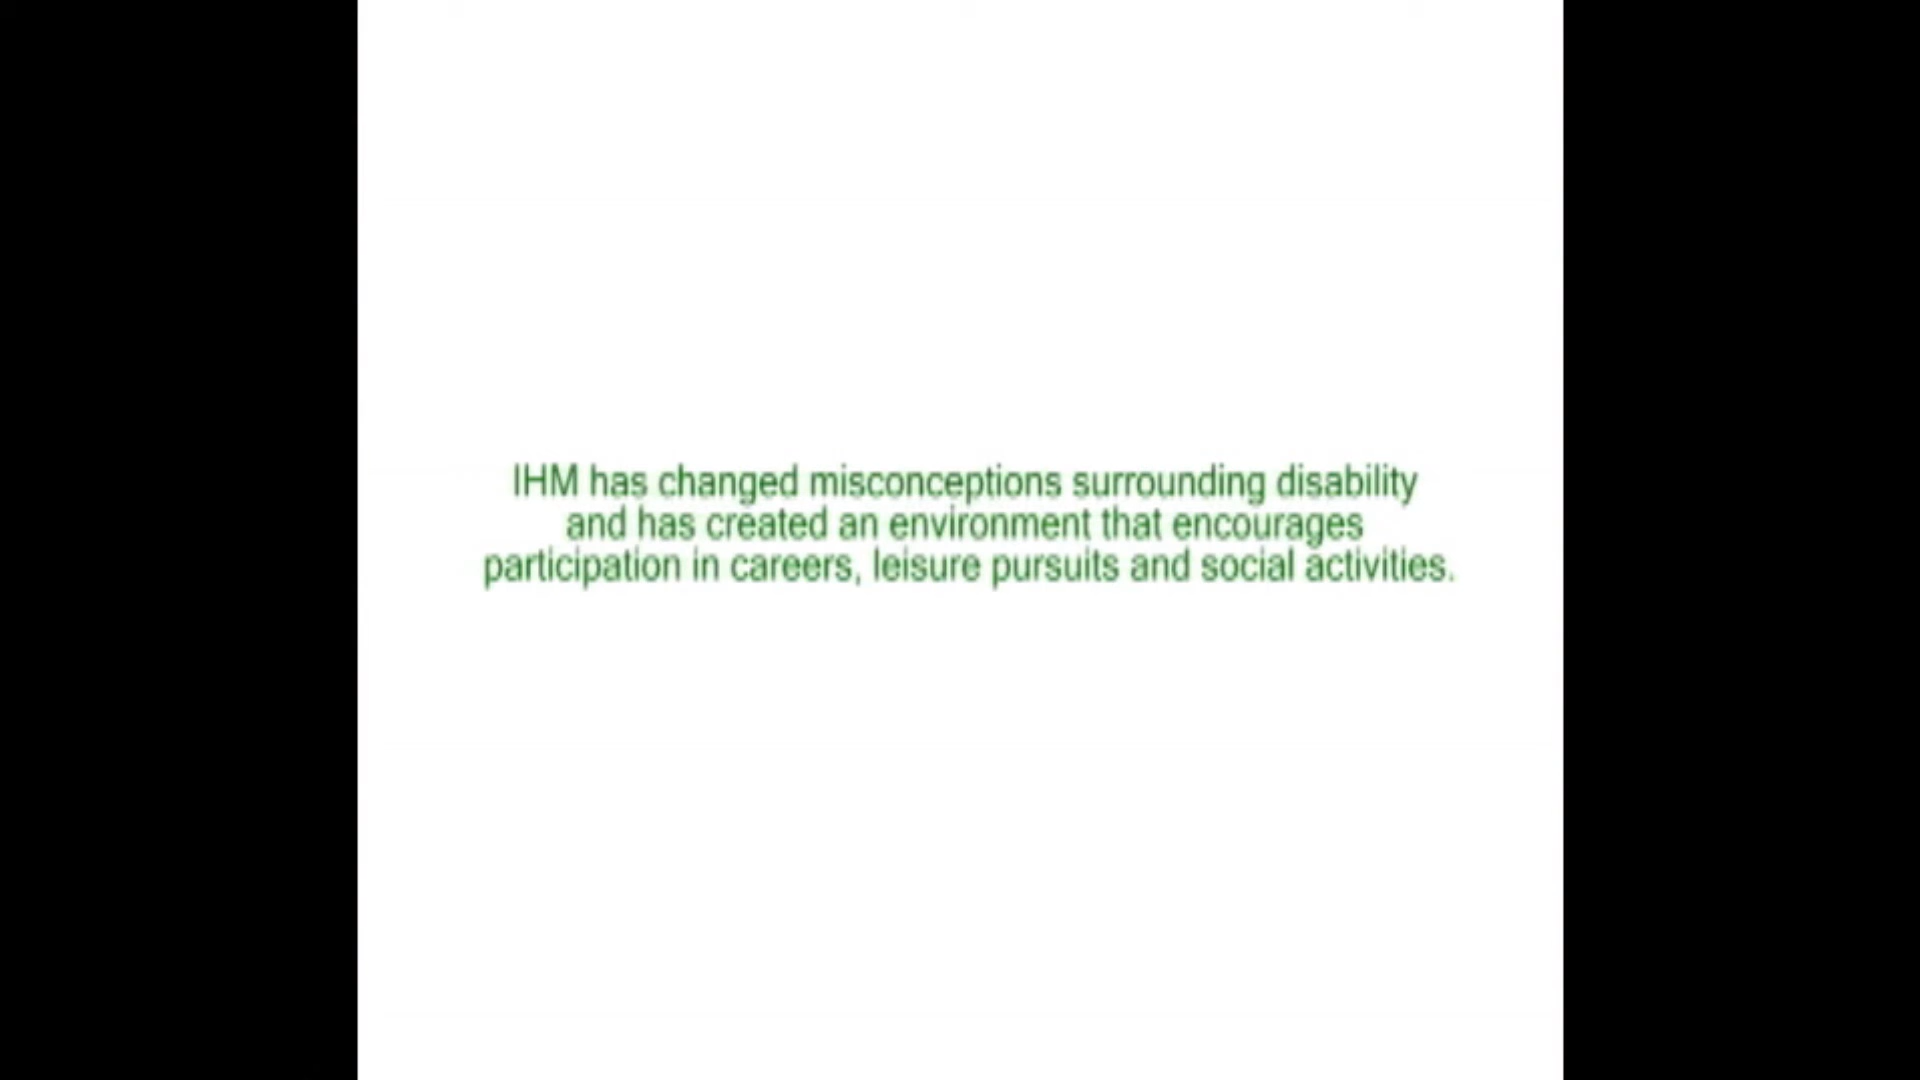 IHM has changed misconceptions surrounding disability
and has created an environment that encourages
participation in careers, leisure pursuits and social activities.